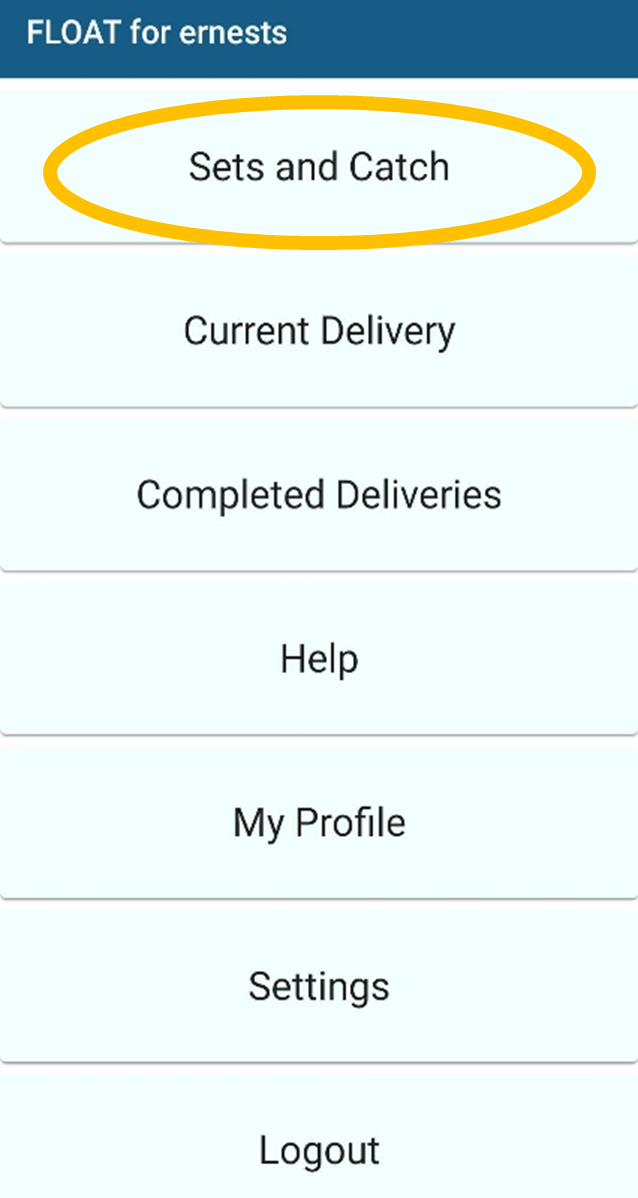 FLOAT for ernests
Sets and Catch
Current Delivery
Completed Deliveries
Help
My Profile
Settings
Logout